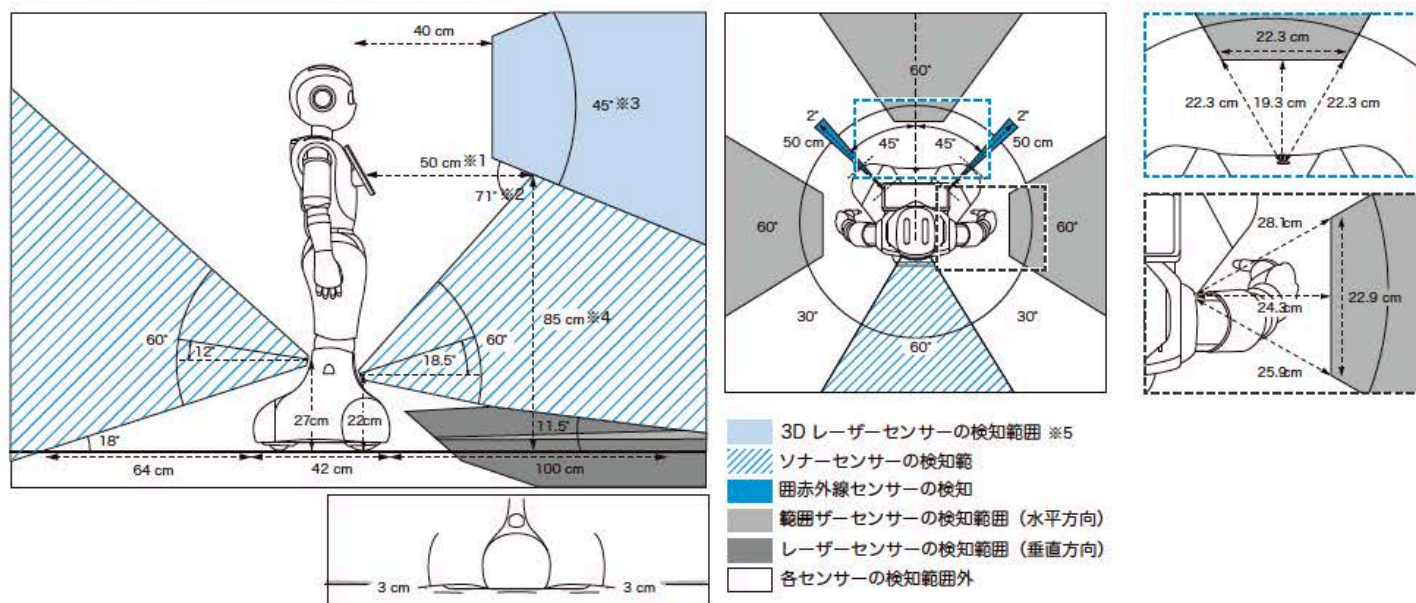 40 cm
45° ※3
50 cm ※1
71° ※2
85 cm ※4
60°
12°
60°
18.5°
27cm
22cm
11.5°
18°
64 cm
42 cm
100 cm
3 cm
3 cm
60°
2°
2°
50 cm
45°
45°
50 cm
60°
60°
30°
30°
60°
22.3 cm
22.3 cm
19.3 cm
22.3 cm
28.1cm
22.9 cm
24.3cm
25.9cm
3D レーザーセンサーの検知範囲 ※5
ソナーセンサーの検知範
囲赤外線センサーの検知
範囲ザーセンサーの検知範囲（水平方向）
レーザーセンサーの検知範囲（垂直方向）
各センサーの検知範囲外